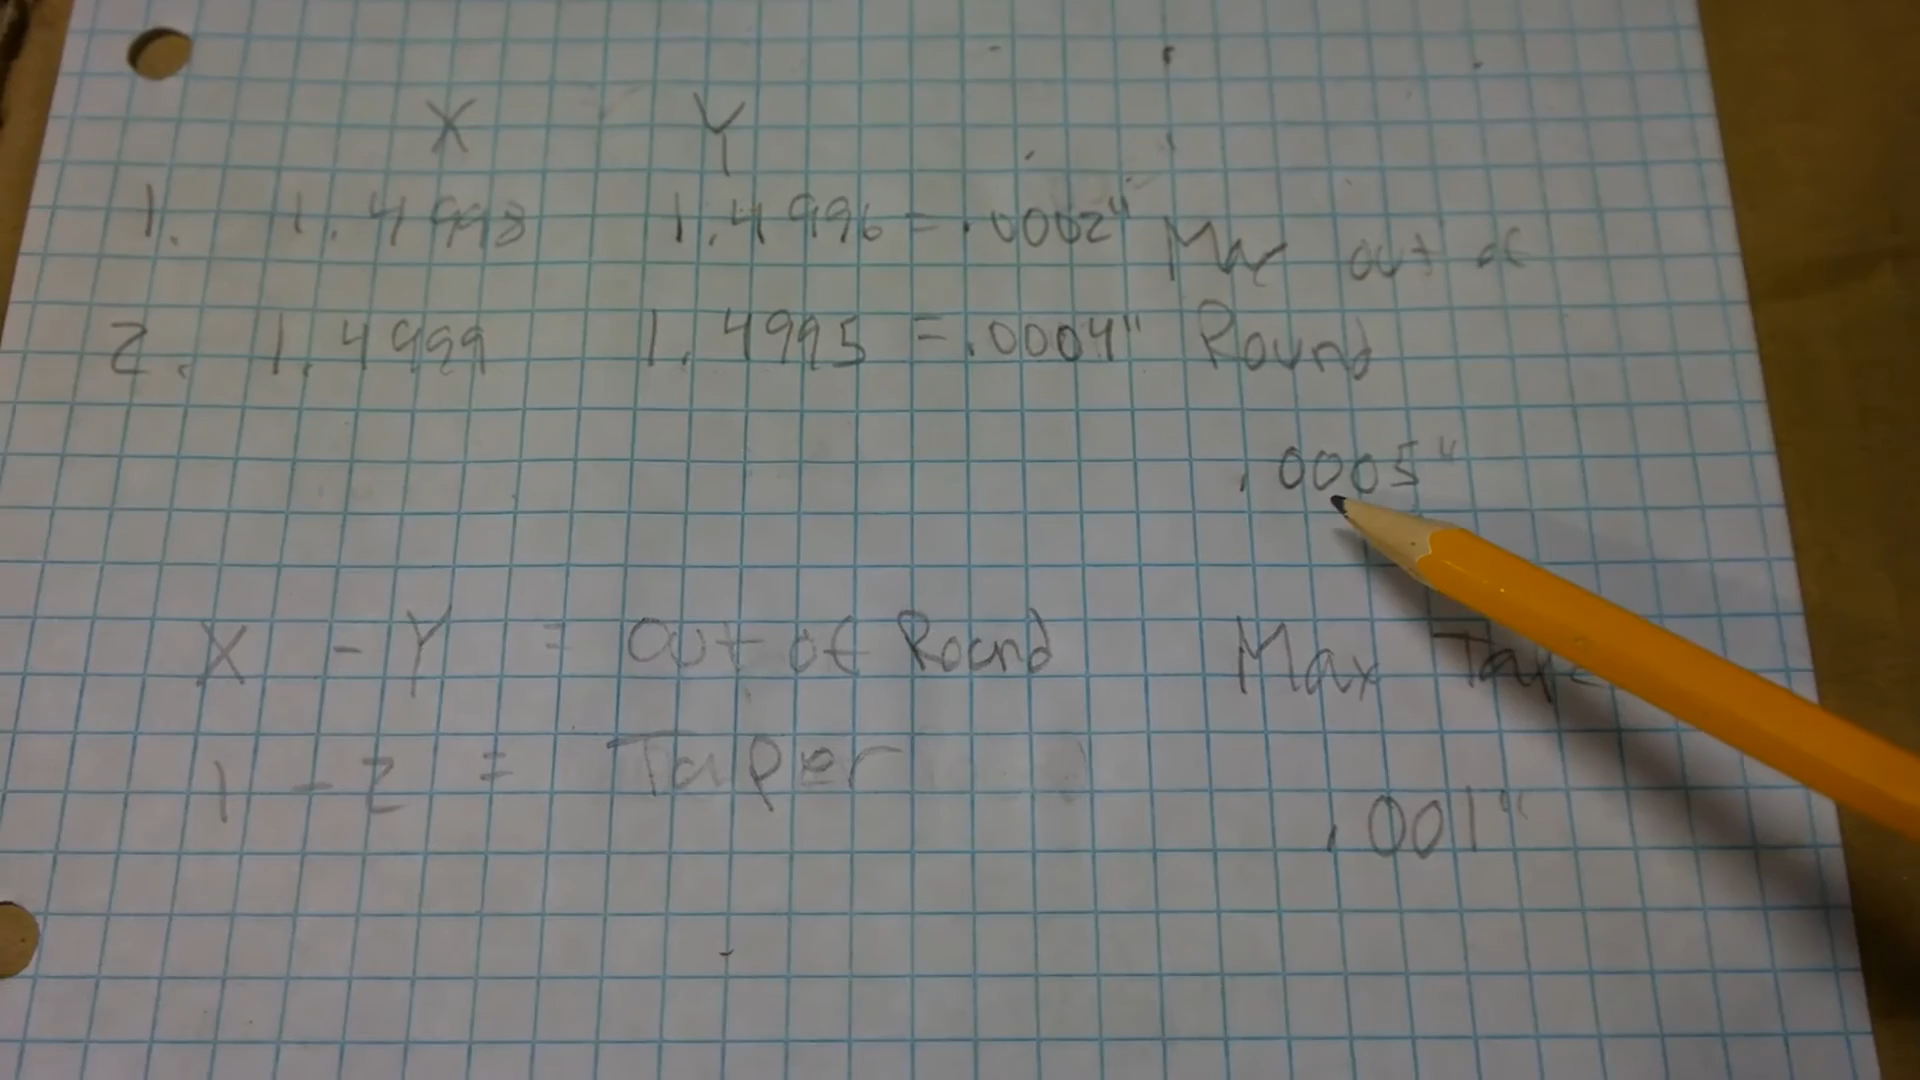 X Y
1. 1.4998 1.4996 = .0002" Max out of
2. 1.4999 1.4995 = .0004" Round
.0005"
X - Y = Out of Round Max Tape
1 - 2 = Taper
.001"